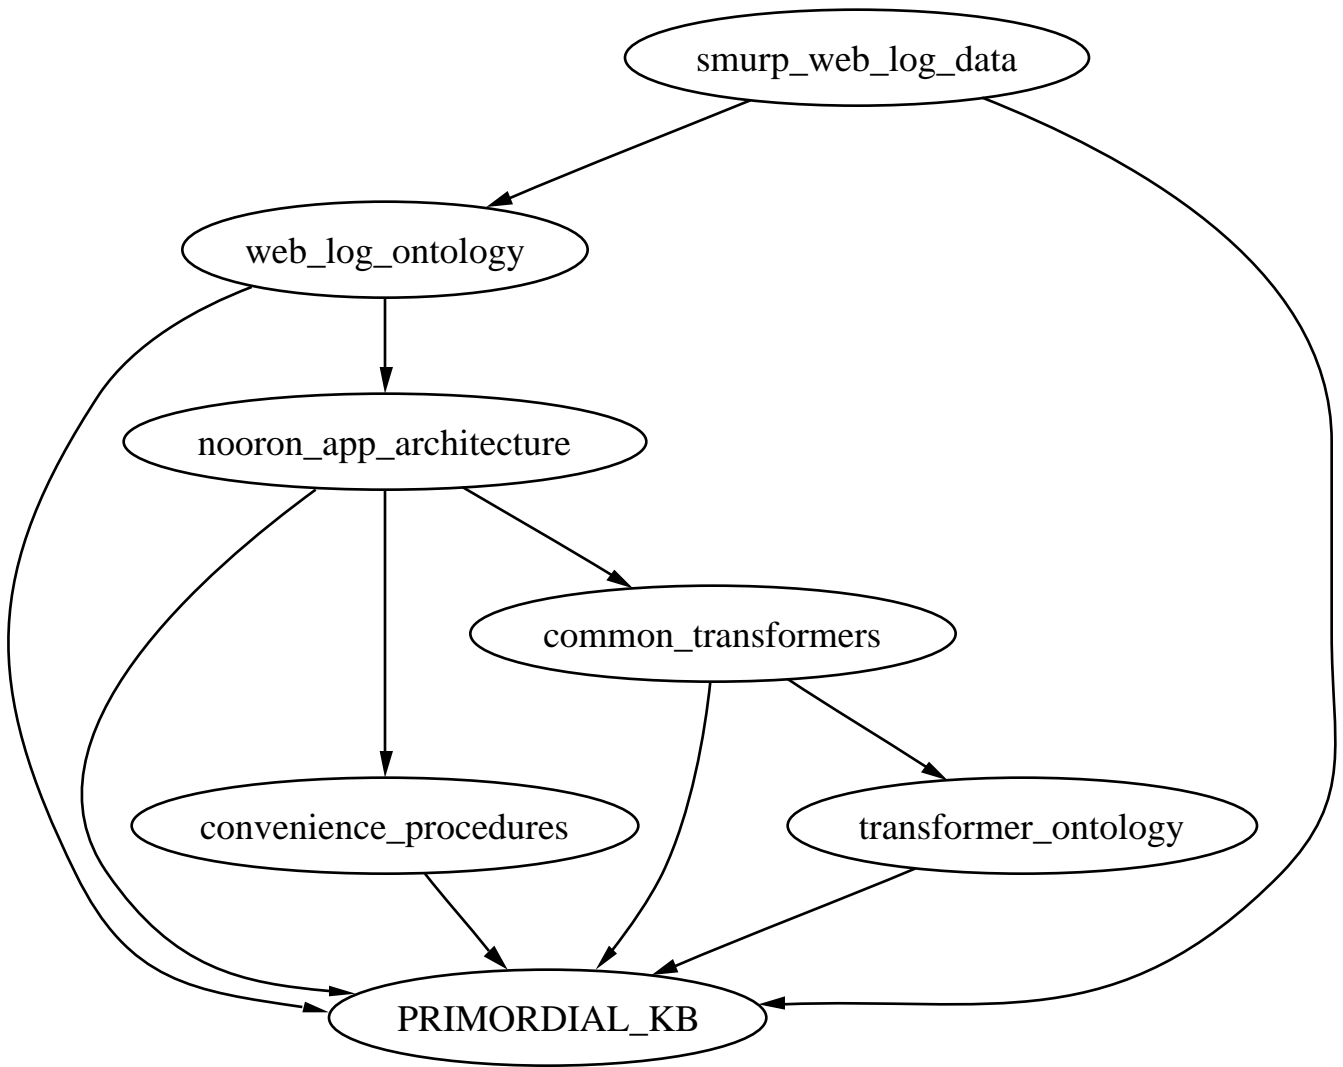 smurp_web_log_data
web_log_ontology
nooron_app_architecture
common_transformers
convenience_procedures
transformer_ontology
PRIMORDIAL_KB